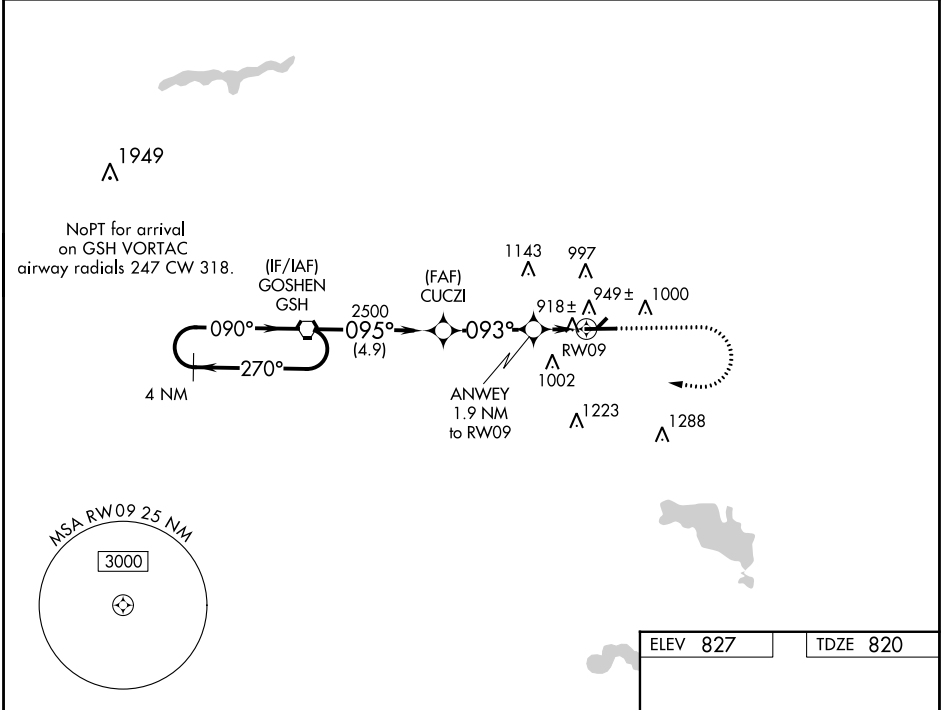 1949
NoPT for arrival
on GSH VORTAC
airway radials 247 CW 318.
(IF/IAF)
GOSHEN
GSH
(FAF)
CUCZI
1143
997
918±
949±
1000
090°
2500
095°
(4.9)
093°
RW09
270°
4 NM
1002
ANWEY
1.9 NM
to RW09
1223
1288
MSA RW09 25 NM
3000
ELEV 827
TDZE 820